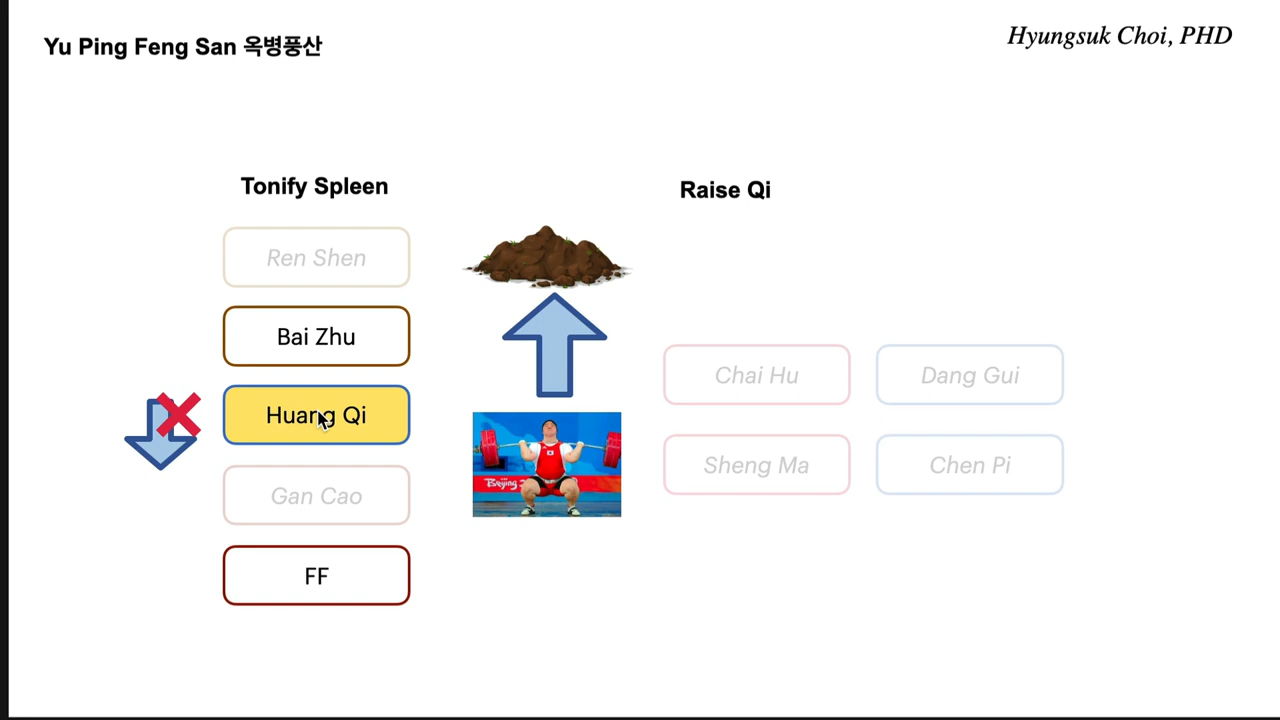 Yu Ping Feng San 옥병풍산
Hyungsuk Choi, PHD
Tonify Spleen
Raise Qi
Ren Shen
Bai Zhu
Huang Qi
Gan Cao
FF
Beijing
Chai Hu
Dang Gui
Sheng Ma
Chen Pi